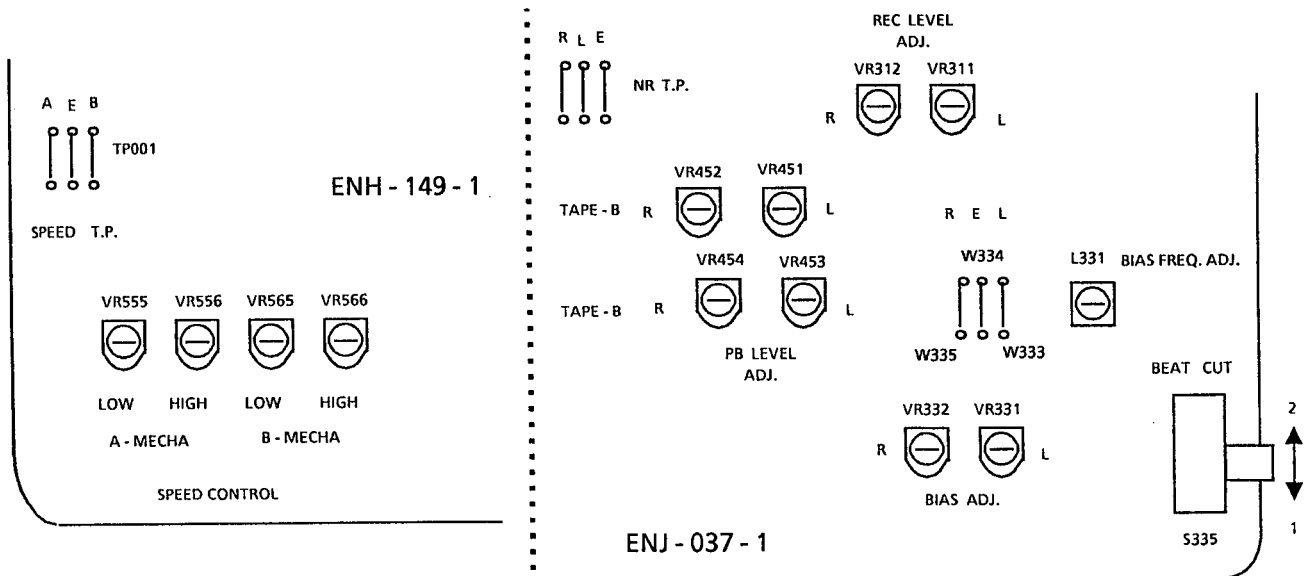 A E B
TP001
SPEED T.P.
ENH - 149 - 1
VR555 VR556 VR565 VR566
LOW HIGH LOW HIGH
A - MECHA B - MECHA
SPEED CONTROL
R L E
NR T.P.
REC LEVEL
ADJ.
VR312 VR311
R L
VR452 VR451
TAPE - B R L
VR454 VR453
TAPE - B R L
PB LEVEL
ADJ.
R E L
W334
W335 W333
L331 BIAS FREQ. ADJ.
BEAT CUT
2
1
S335
VR332 VR331
R L
BIAS ADJ.
ENJ - 037 - 1